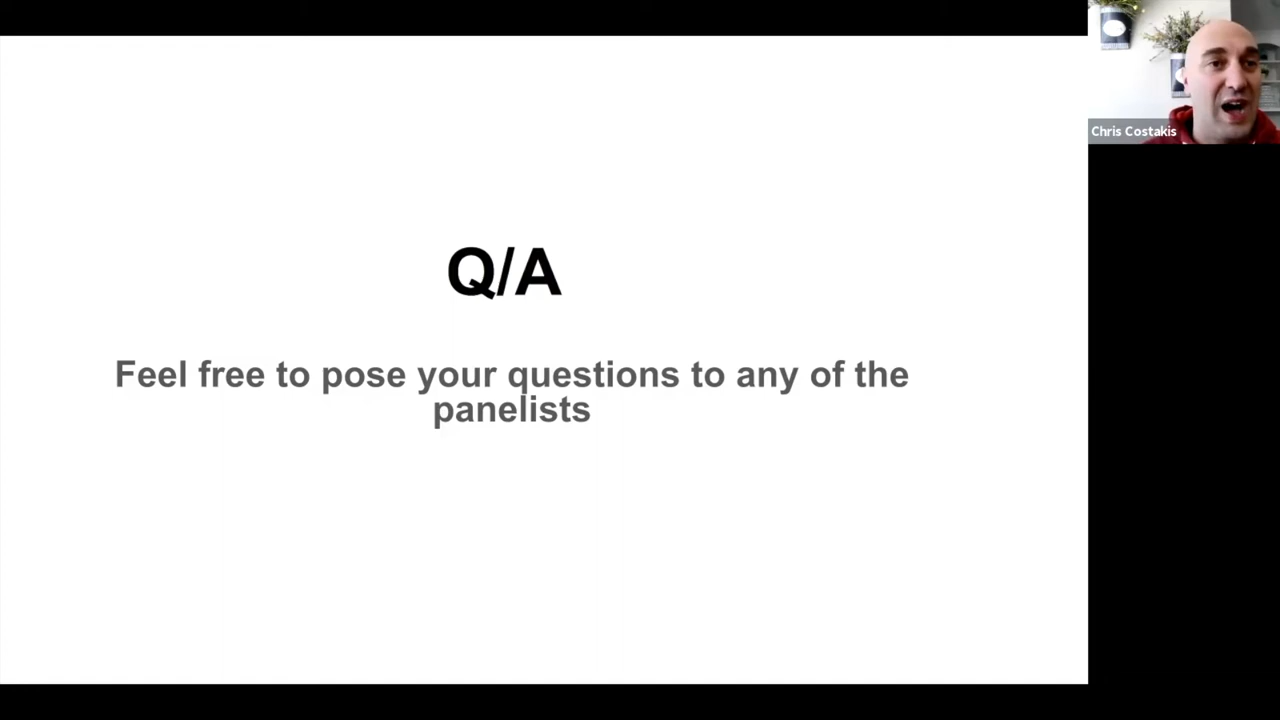 Q/A
Feel free to pose your questions to any of the
panelists
Chris Costakis